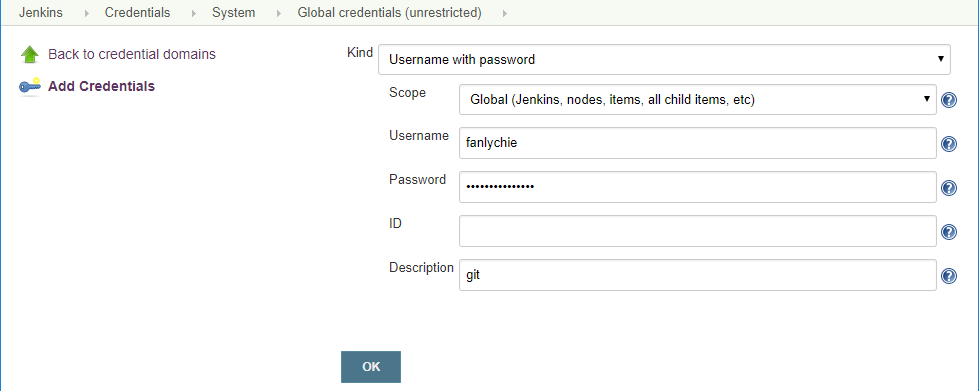 Jenkins Credentials System Global credentials (unrestricted)
Back to credential domains
Add Credentials
Kind Username with password
Scope Global (Jenkins, nodes, items, all child items, etc)
Username fanlychie
Password •••••••••••••••
ID
Description git
OK